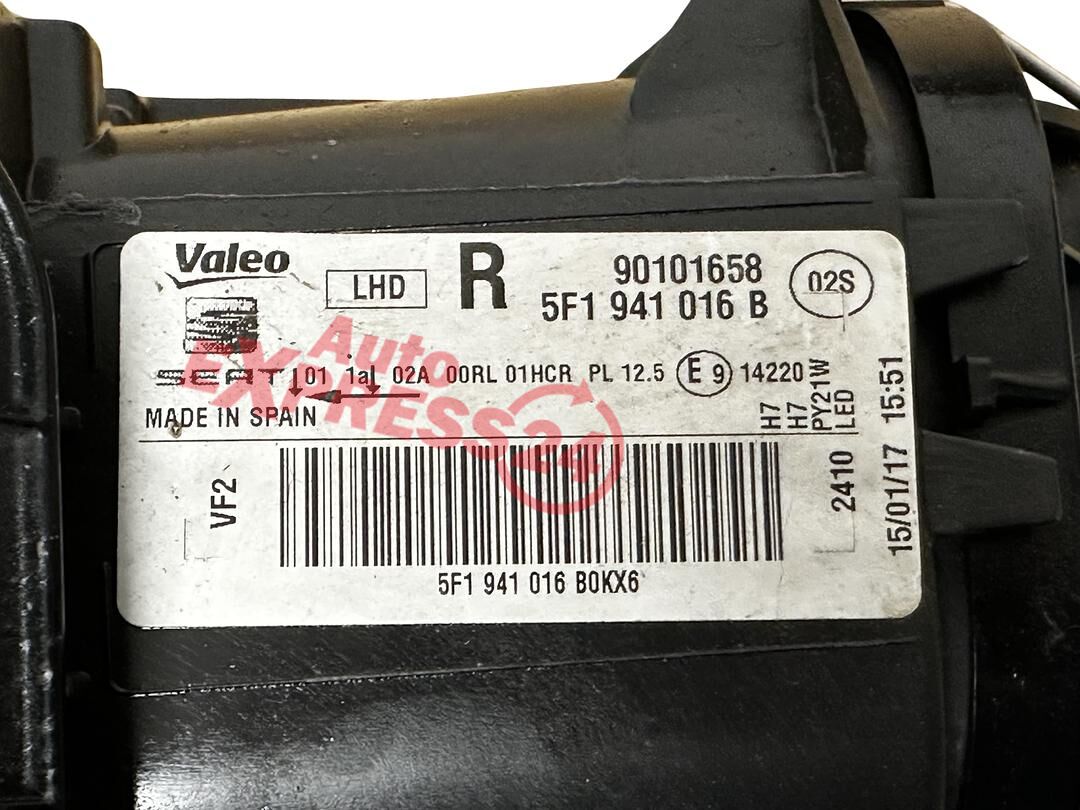 Valeo
LHD
R
90101658
5F1 941 016 B
02S
SEAT
01 1a 02A 00RL 01HCR PL 12.5 E9 14220
MADE IN SPAIN
H7
H7
PY21W
LED
Auto
EXPRESS24
VF2
2410
15/01/17 15:51
5F1 941 016 B0KX6